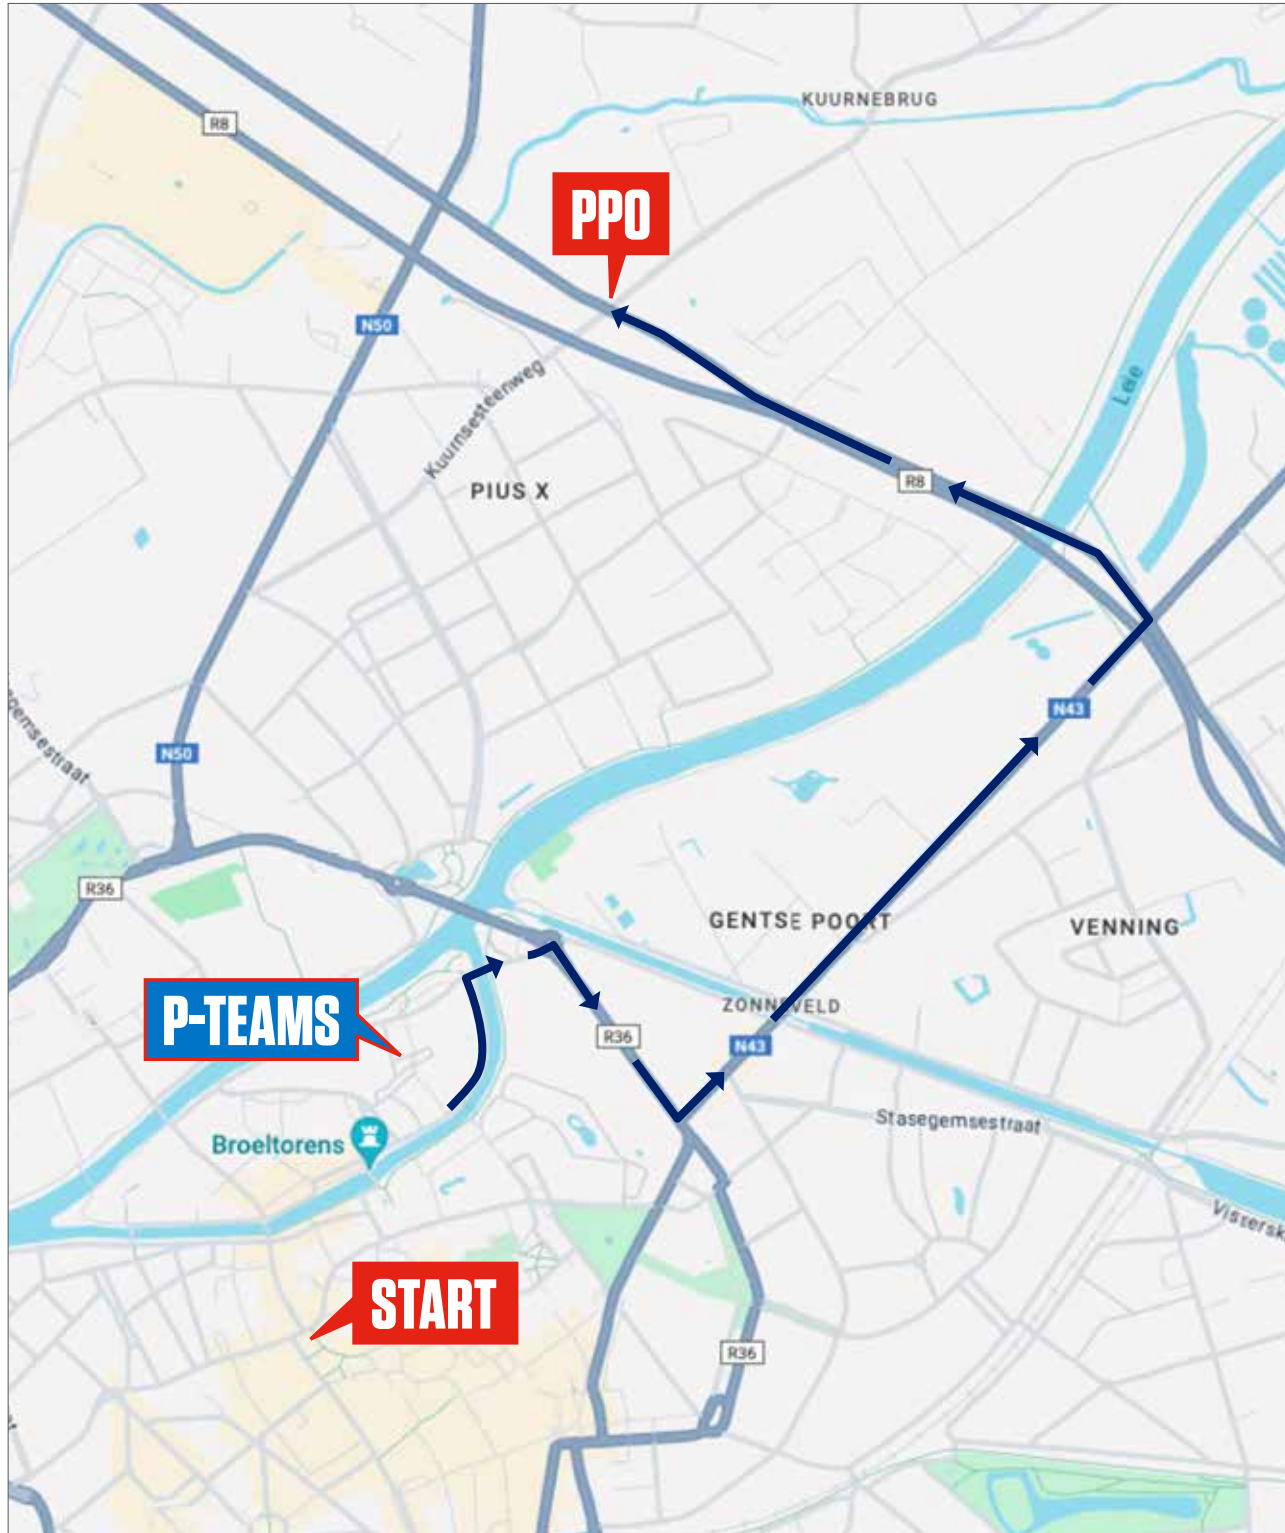 KUURNEBRUG
R8
PPO
N50
Leie
Kuurnsesteenweg
R8
PIUS X
N43
N50
R36
GENTSE POORT
VENNING
P-TEAMS
ZONNEVELD
R36
N43
Stasegemsestraat
Broeltorens
START
R36